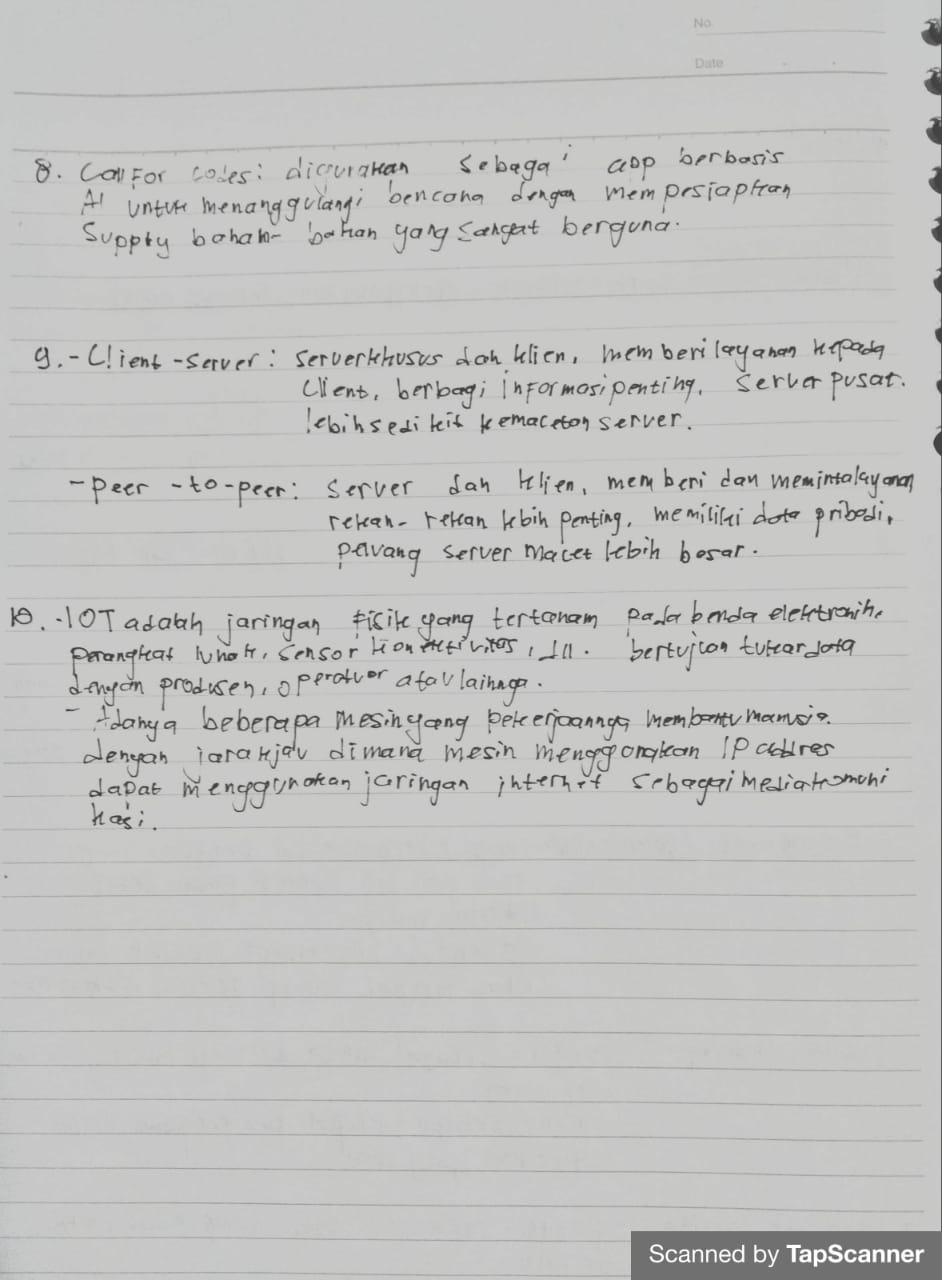 No
Date
8. Call For Codes : digunakan sebagai app berbasis
AI untuk menanggulangi bencana dengan mempesiapkan
Supply bahan- bahan yang sangat berguna.
9. - Client - server : server khusus dan klien, memberi layanan kepada
Client, berbagi informasi penting, server pusat.
lebih sedikit kemacetan server.
- Peer - to - peer : server dan klien, memberi dan meminta layanan
rekan- rekan lebih penting, memiliki data pribadi,
peluang server macet lebih besar.
10. - IOT adalah jaringan fisik yang tertanam pada benda elektronik,
perangkat lunak, sensor konektivitas, dll. bertujuan tukar data
dengan produsen, operator atau lainnya.
- Adanya beberapa mesin yang pekerjaannya membantu manusia.
dengan jarak jau dimana mesin menggongkan IP addres
dapat menggunakan jaringan internet sebagai media komuni
kasi.
Scanned by TapScanner